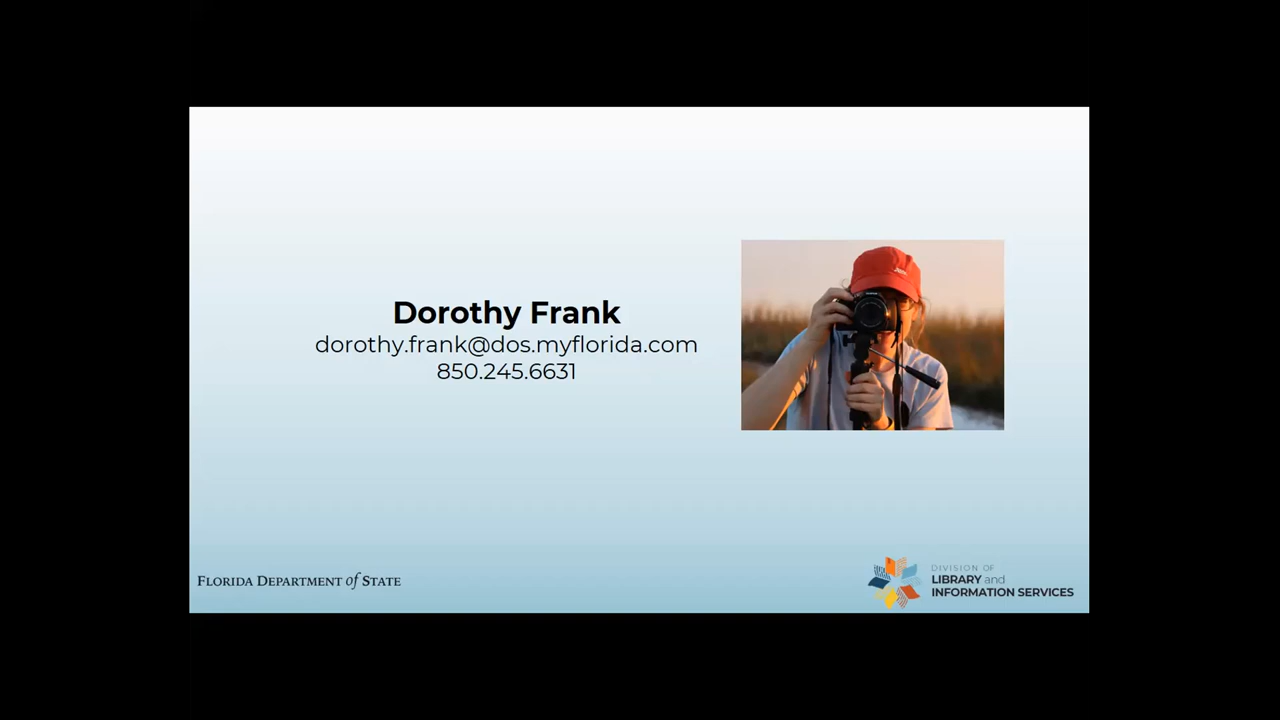 Dorothy Frank
dorothy.frank@dos.myflorida.com
850.245.6631
FLORIDA DEPARTMENT of STATE
DIVISION OF
LIBRARY and
INFORMATION SERVICES